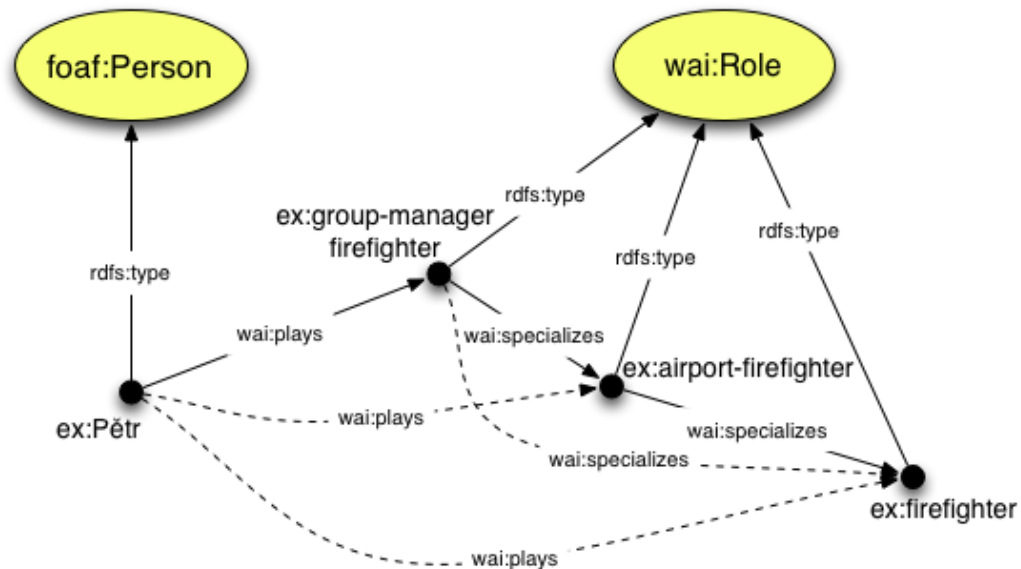 foaf:Person
wai:Role
rdfs:type
ex:group-manager
firefighter
rdfs:type
rdfs:type
rdfs:type
wai:plays
wai:specializes
ex:airport-firefighter
wai:plays
ex:Pětr
wai:specializes
wai:specializes
ex:firefighter
wai:plays